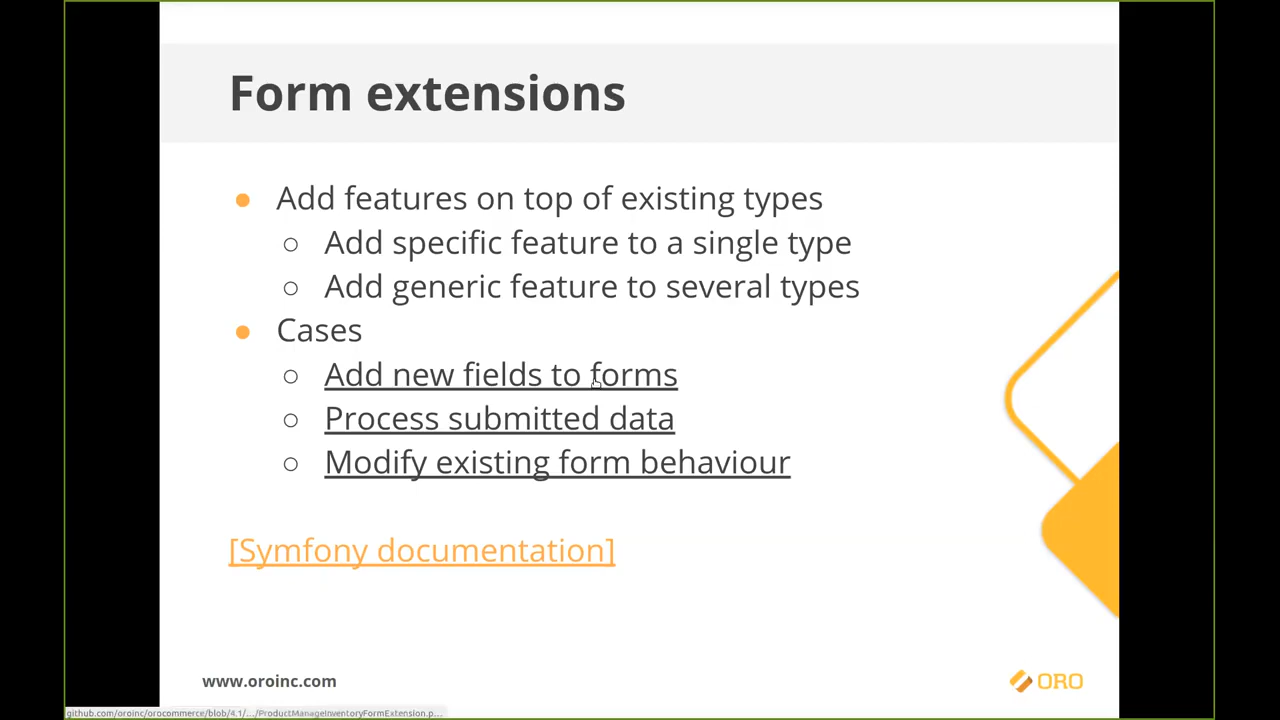 Form extensions
● Add features on top of existing types
○ Add specific feature to a single type
○ Add generic feature to several types
● Cases
○ Add new fields to forms
○ Process submitted data
○ Modify existing form behaviour
[Symfony documentation]
www.oroinc.com
ORO
github.com/oroinc/orocommerce/blob/4.1/.../ProductManageInventoryFormExtension.p...